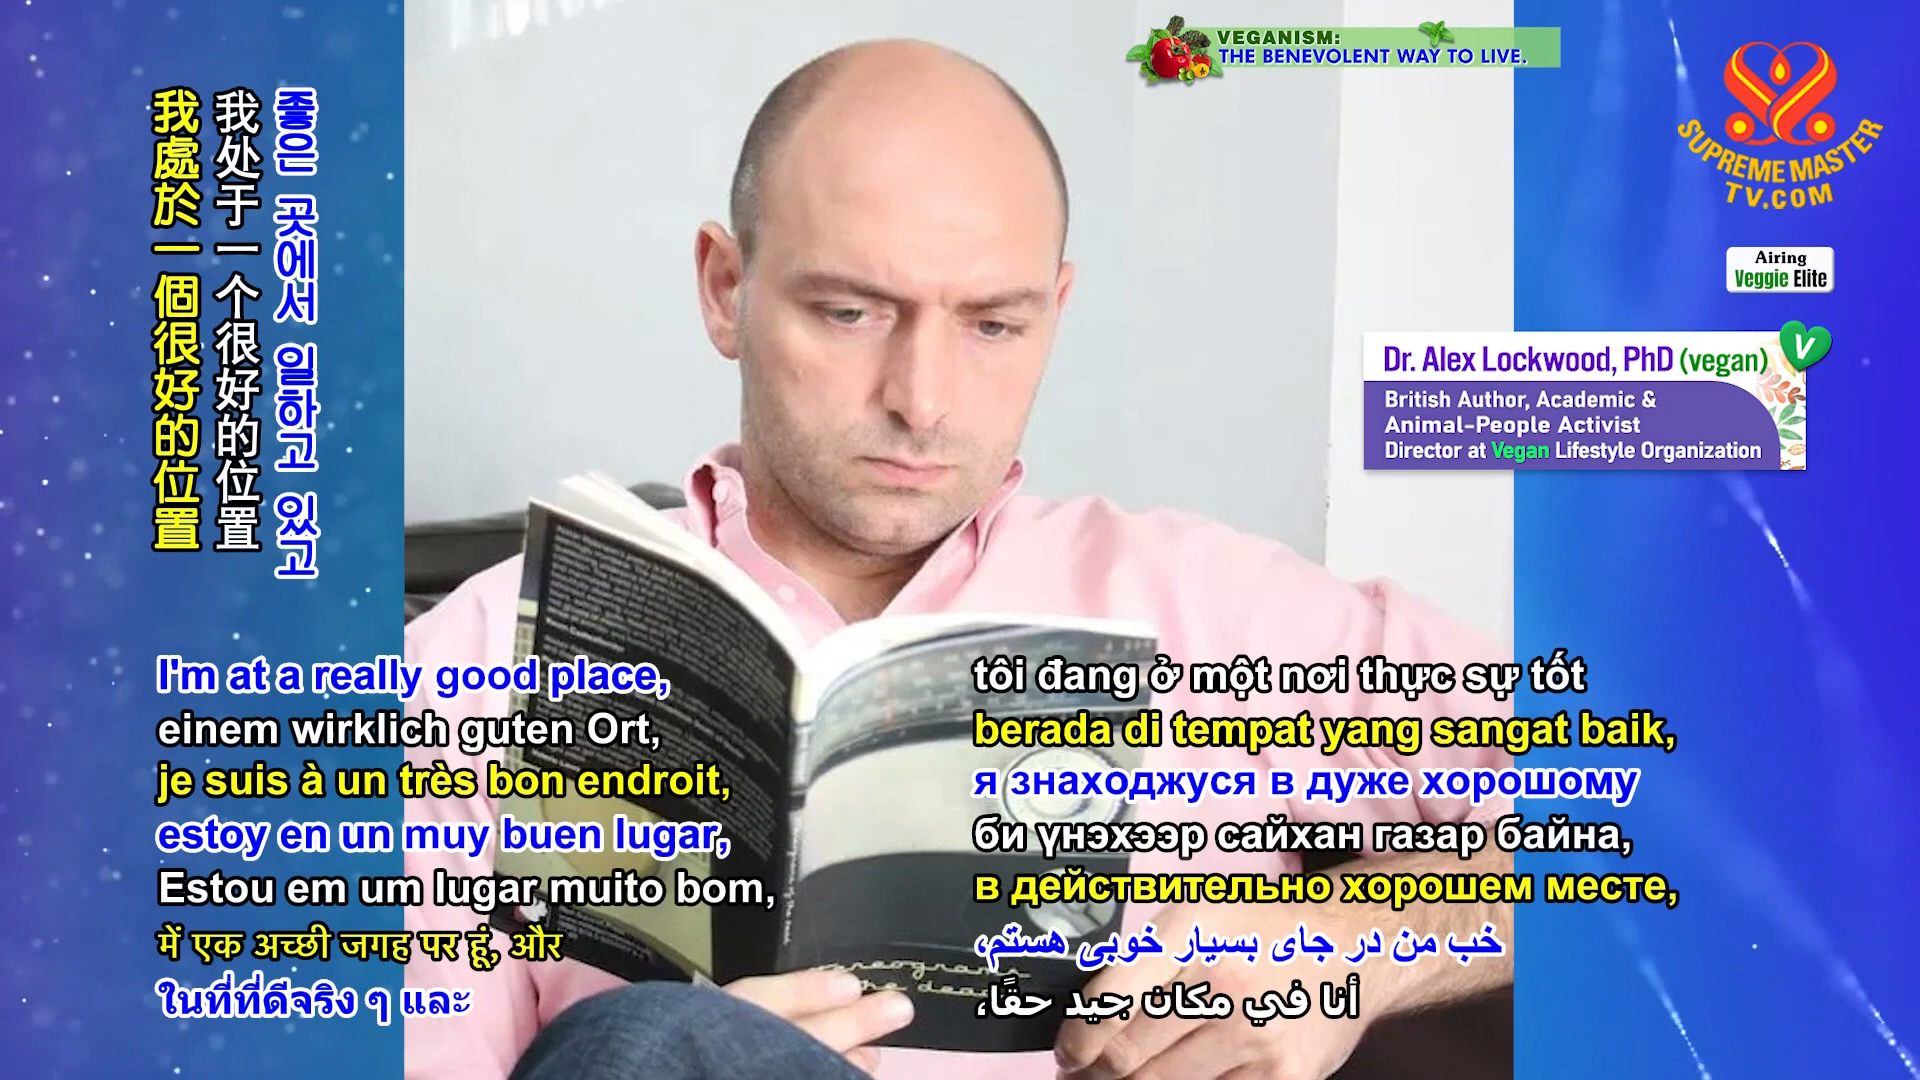 VEGANISM:
THE BENEVOLENT WAY TO LIVE.
SUPREME MASTER
TV.COM
Airing
Veggie Elite
Dr. Alex Lockwood, PhD (vegan)
V
British Author, Academic &
Animal-People Activist
Director at Vegan Lifestyle Organization
좋은 곳에서 일하고 있고
我处于一个很好的位置
我處於一個很好的位置
I'm at a really good place,
einem wirklich guten Ort,
je suis à un très bon endroit,
estoy en un muy buen lugar,
Estou em um lugar muito bom,
में एक अच्छी जगह पर हूं, और
ในที่ที่ดีจริง ๆ และ
tôi đang ở một nơi thực sự tốt
berada di tempat yang sangat baik,
я знаходжуся в дуже хорошому
би үнэхээр сайхан газар байна,
в действительно хорошем месте,
خب من در جای بسیار خوبی هستم،
أنا في مكان جيد حقًا،